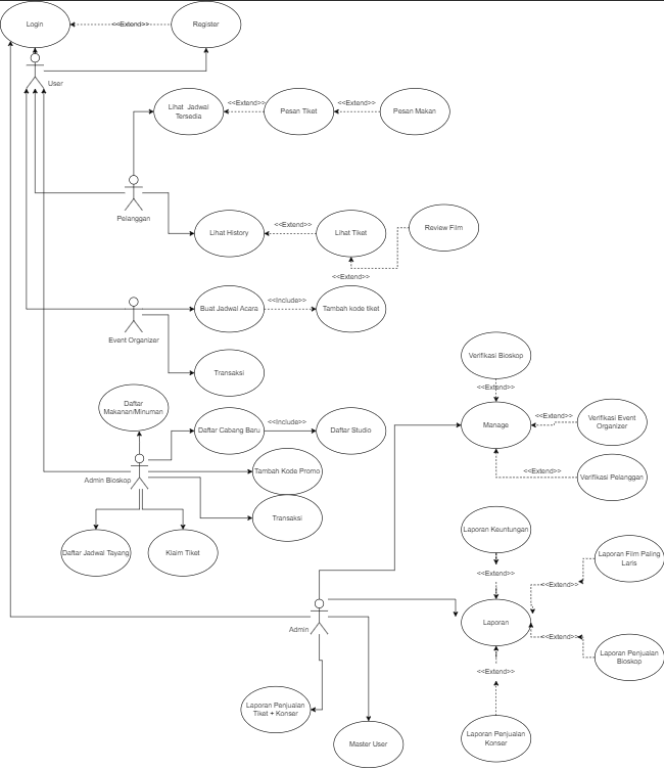 Login
<<Extend>>
Register
User
Lihat Jadwal
Tersedia
<<Extend>>
Pesan Tiket
<<Extend>>
Pesan Makan
Pelanggan
Lihat History
<<Extend>>
Lihat Tiket
Review Film
<<Extend>>
Event Organizer
Buat Jadwal Acara
<<Include>>
Tambah kode tiket
Transaksi
Verifikasi Bioskop
<<Extend>>
Manage
<<Extend>>
Verifikasi Event
Organizer
<<Extend>>
Verifikasi Pelanggan
Daftar
Makanan/Minuman
Daftar Cabang Baru
<<Include>>
Daftar Studio
Admin Bioskop
Tambah Kode Promo
Transaksi
Daftar Jadwal Tayang
Klaim Tiket
Laporan Keuntungan
<<Extend>>
Laporan Film Paling
Laris
<<Extend>>
Admin
Laporan
<<Extend>>
Laporan Penjualan
Bioskop
<<Extend>>
Laporan Penjualan
Tiket + Konser
Master User
Laporan Penjualan
Konser